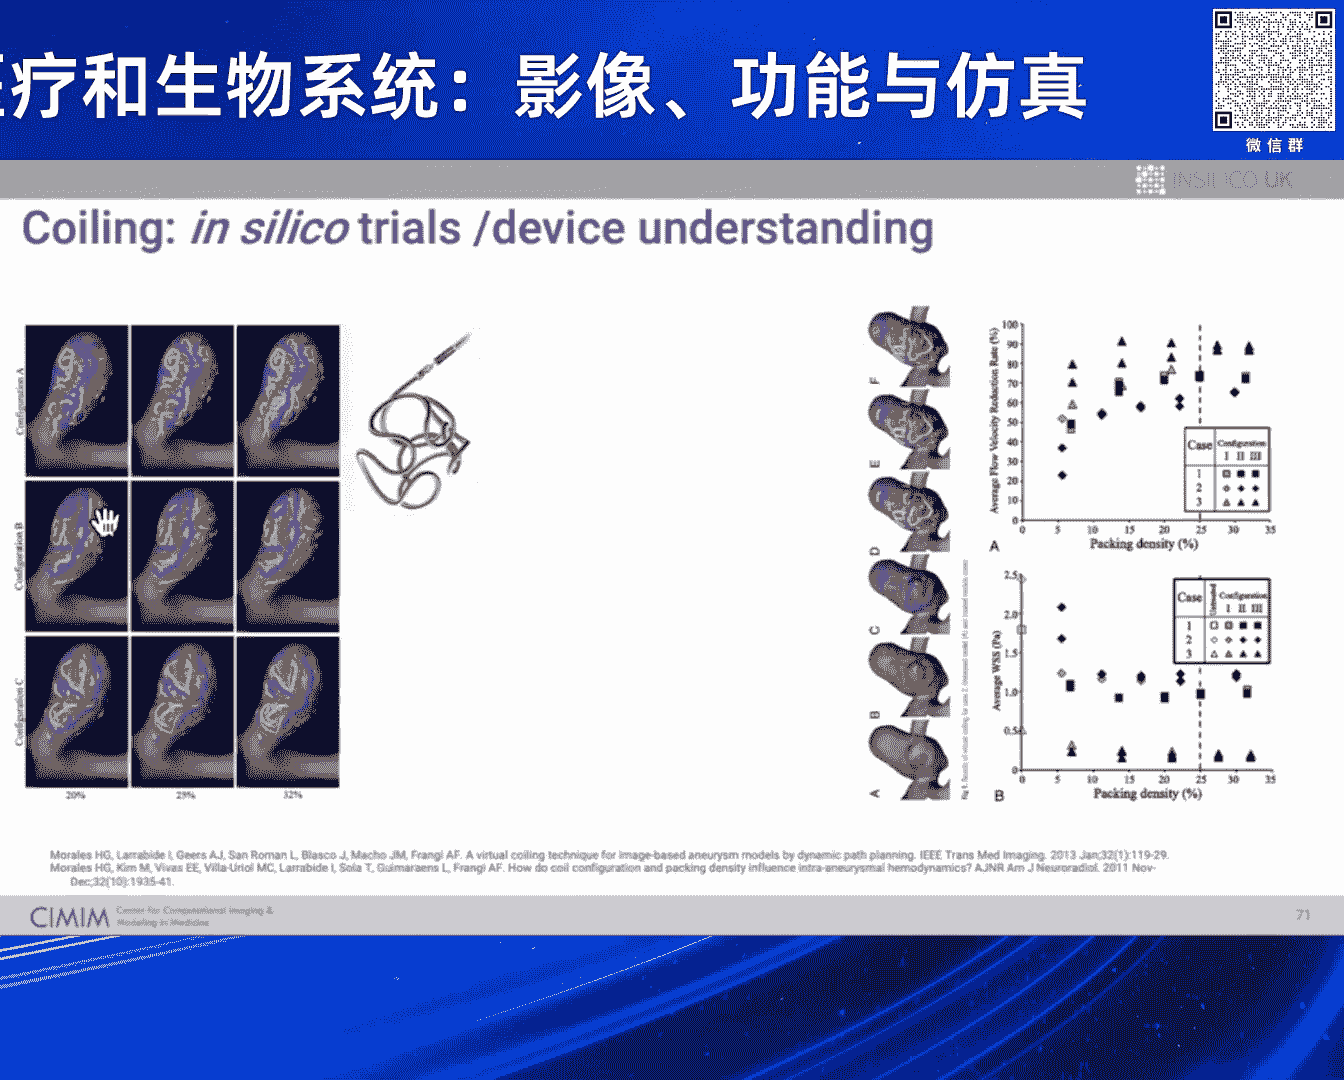 疗和生物系统：影像、功能与仿真
微信群
INSILICO UK
Coiling: in silico trials /device understanding
Configuration A
Configuration B
Configuration C
20%
29%
32%
F
E
D
C
B
A
Average Flow Velocity Reduction Rate (%)
100
90
80
70
60
50
40
30
20
10
0
0 5 10 15 20 25 30 35
Packing density (%)
A
Case Configuration
I II III
1
2
3
Average WSS (Pa)
2.5
2.0
1.5
1.0
0.5
0
0 5 10 15 20 25 30 35
Packing density (%)
B
Case Untreated Configuration
I II III
1
2
3
Morales HG, Larrabide I, Geers AJ, San Roman L, Blasco J, Macho JM, Frangi AF. A virtual coiling technique for image-based aneurysm models by dynamic path planning. IEEE Trans Med Imaging. 2013 Jan;32(1):119-29.
Morales HG, Kim M, Vivas EE, Villa-Uriol MC, Larrabide I, Sola T, Guimaraens L, Frangi AF. How do coil configuration and packing density influence intra-aneurysmal hemodynamics? AJNR Am J Neuroradiol. 2011 Nov-
Dec;32(10):1935-41.
CIMIM
Center for Computational Imaging &
Modeling in Medicine
71